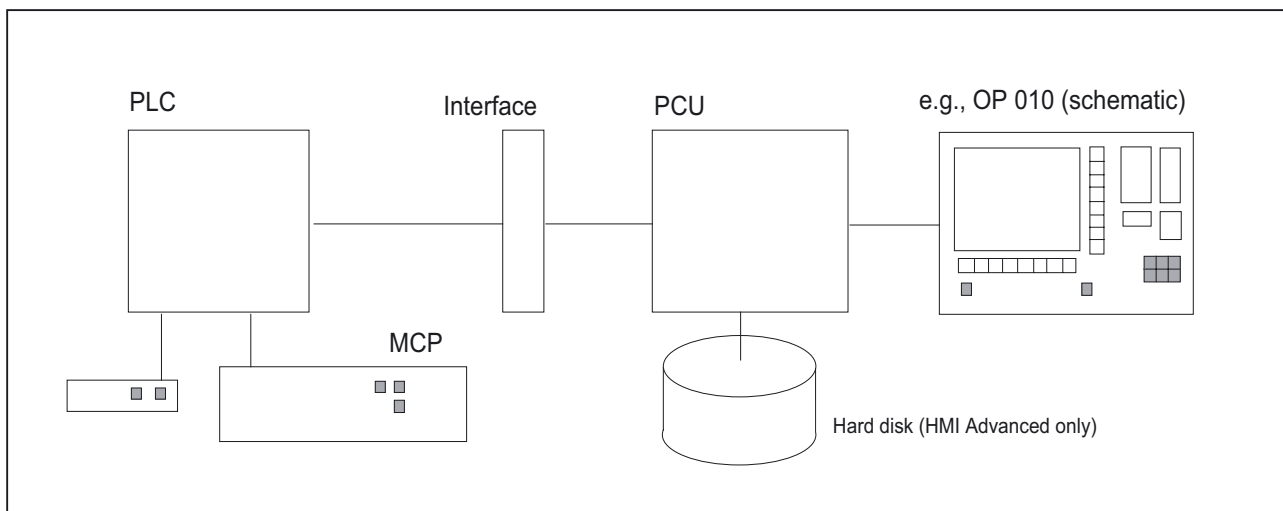 PLC
Interface
PCU
e.g., OP 010 (schematic)
MCP
Hard disk (HMI Advanced only)